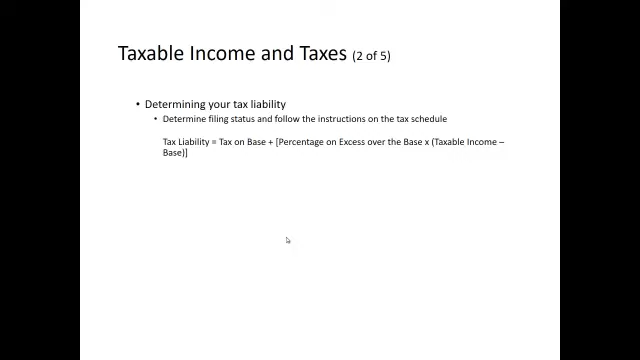 Taxable Income and Taxes (2 of 5)
• Determining your tax liability
• Determine filing status and follow the instructions on the tax schedule
Tax Liability = Tax on Base + [Percentage on Excess over the Base x (Taxable Income –
Base)]